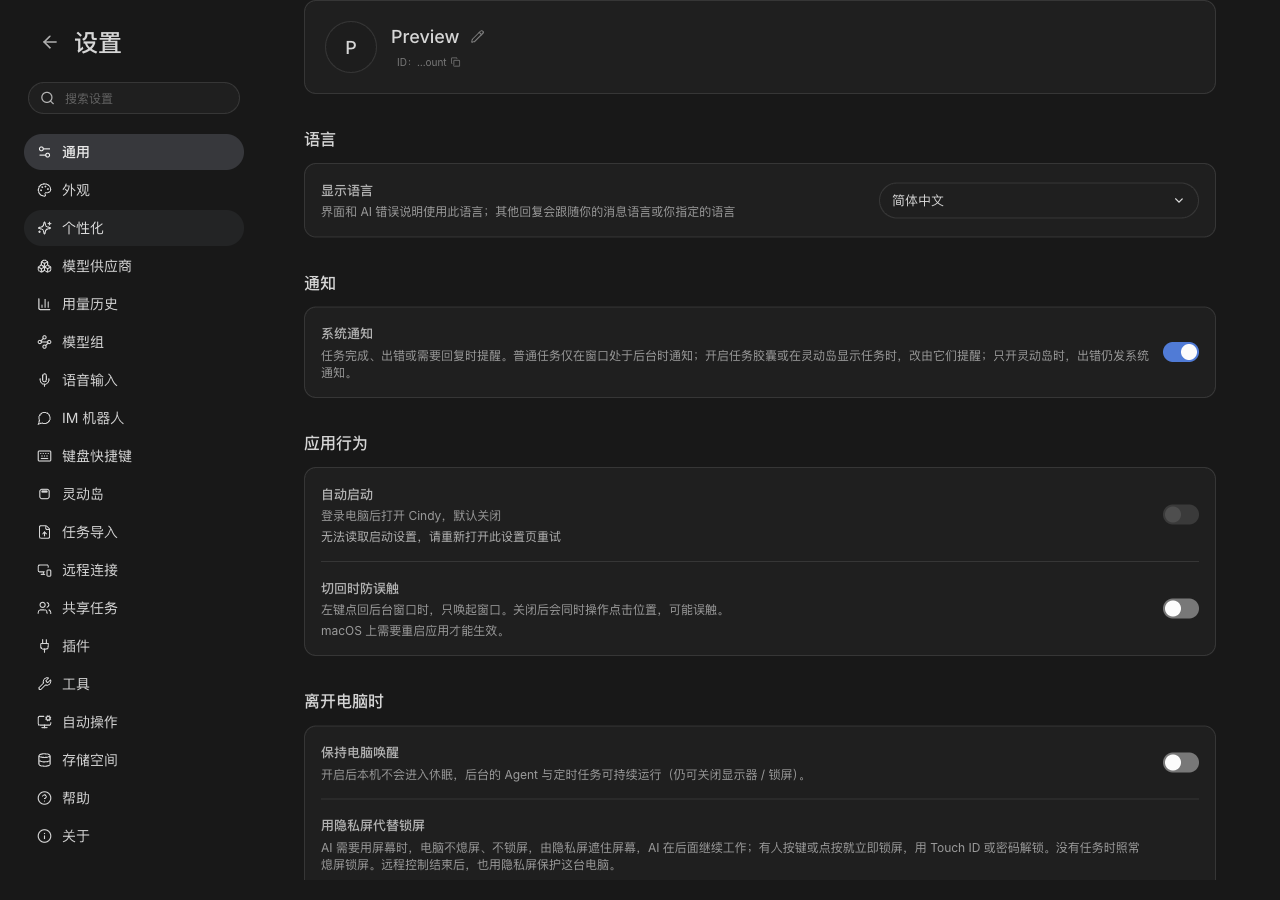 设置
搜索设置
通用
外观
个性化
模型供应商
用量历史
模型组
语音输入
IM 机器人
键盘快捷键
灵动岛
任务导入
远程连接
共享任务
插件
工具
自动操作
存储空间
帮助
关于
P
Preview
ID: ...ount
语言
显示语言
界面和 AI 错误说明使用此语言；其他回复会跟随你的消息语言或你指定的语言
简体中文
通知
系统通知
任务完成、出错或需要回复时提醒。普通任务仅在窗口处于后台时通知；开启任务胶囊或在灵动岛显示任务时，改由它们提醒；只开灵动岛时，出错仍发系统
通知。
应用行为
自动启动
登录电脑后打开 Cindy，默认关闭
无法读取启动设置，请重新打开此设置页重试
切回时防误触
左键点回后台窗口时，只唤起窗口。关闭后会同时操作点击位置，可能误触。
macOS 上需要重启应用才能生效。
离开电脑时
保持电脑唤醒
开启后本机不会进入休眠，后台的 Agent 与定时任务可持续运行（仍可关闭显示器 / 锁屏）。
用隐私屏代替锁屏
AI 需要用屏幕时，电脑不熄屏、不锁屏，由隐私屏遮住屏幕，AI 在后面继续工作；有人按键或点按就立即锁屏，用 Touch ID 或密码解锁。没有任务时照常
熄屏锁屏。远程控制结束后，也用隐私屏保护这台电脑。